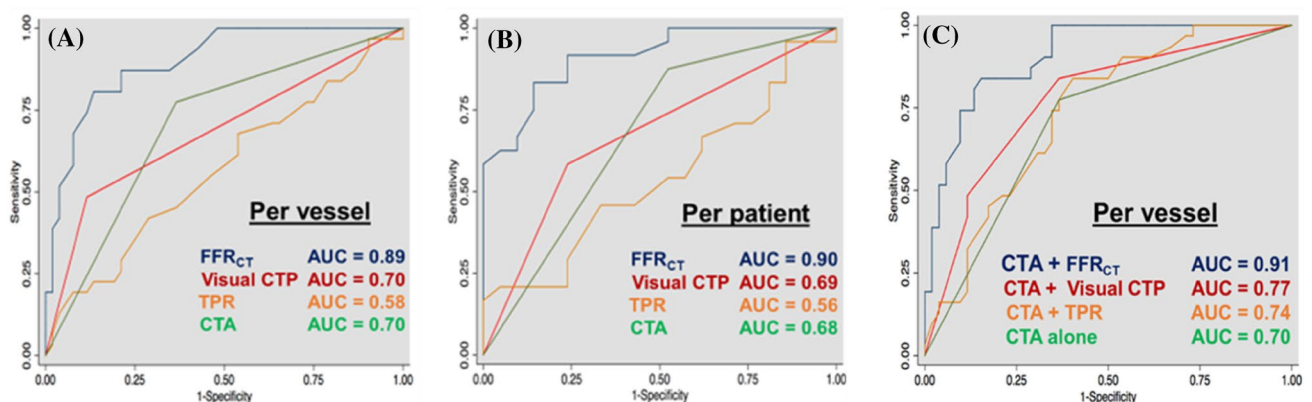 (A)
Sensitivity
1.00
0.75
0.50
0.25
0.00
Per vessel
FFRCT AUC = 0.89
Visual CTP AUC = 0.70
TPR AUC = 0.58
CTA AUC = 0.70
0.00 0.25 0.50 0.75 1.00
1-Specificity
(B)
Sensitivity
1.00
0.75
0.50
0.25
0.00
Per patient
FFRCT AUC = 0.90
Visual CTP AUC = 0.69
TPR AUC = 0.56
CTA AUC = 0.68
0.00 0.25 0.50 0.75 1.00
1-Specificity
(C)
Sensitivity
1.00
0.75
0.50
0.25
0.00
Per vessel
CTA + FFRCT AUC = 0.91
CTA + Visual CTP AUC = 0.77
CTA + TPR AUC = 0.74
CTA alone AUC = 0.70
0.00 0.25 0.50 0.75 1.00
1-Specificity